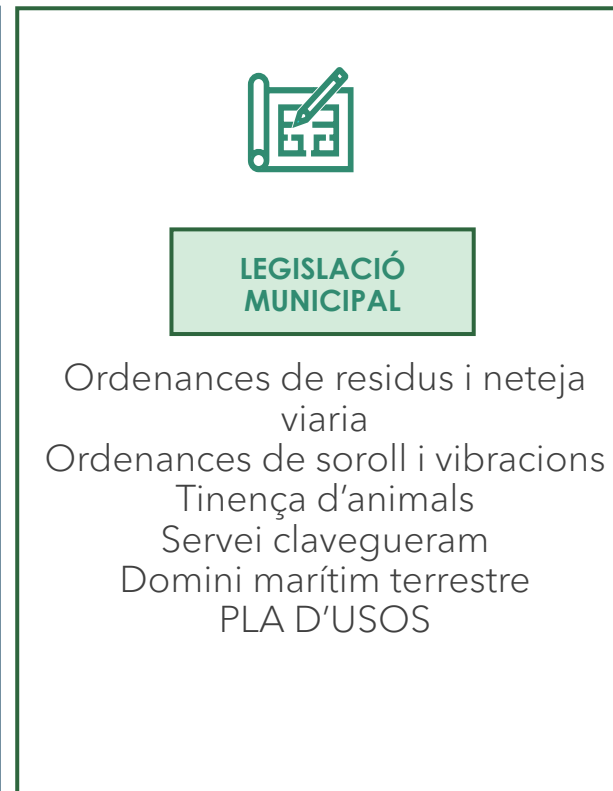 LEGISLACIÓ
MUNICIPAL
Ordenances de residus i neteja
viaria
Ordenances de soroll i vibracions
Tinença d’animals
Servei clavegueram
Domini marítim terrestre
PLA D’USOS